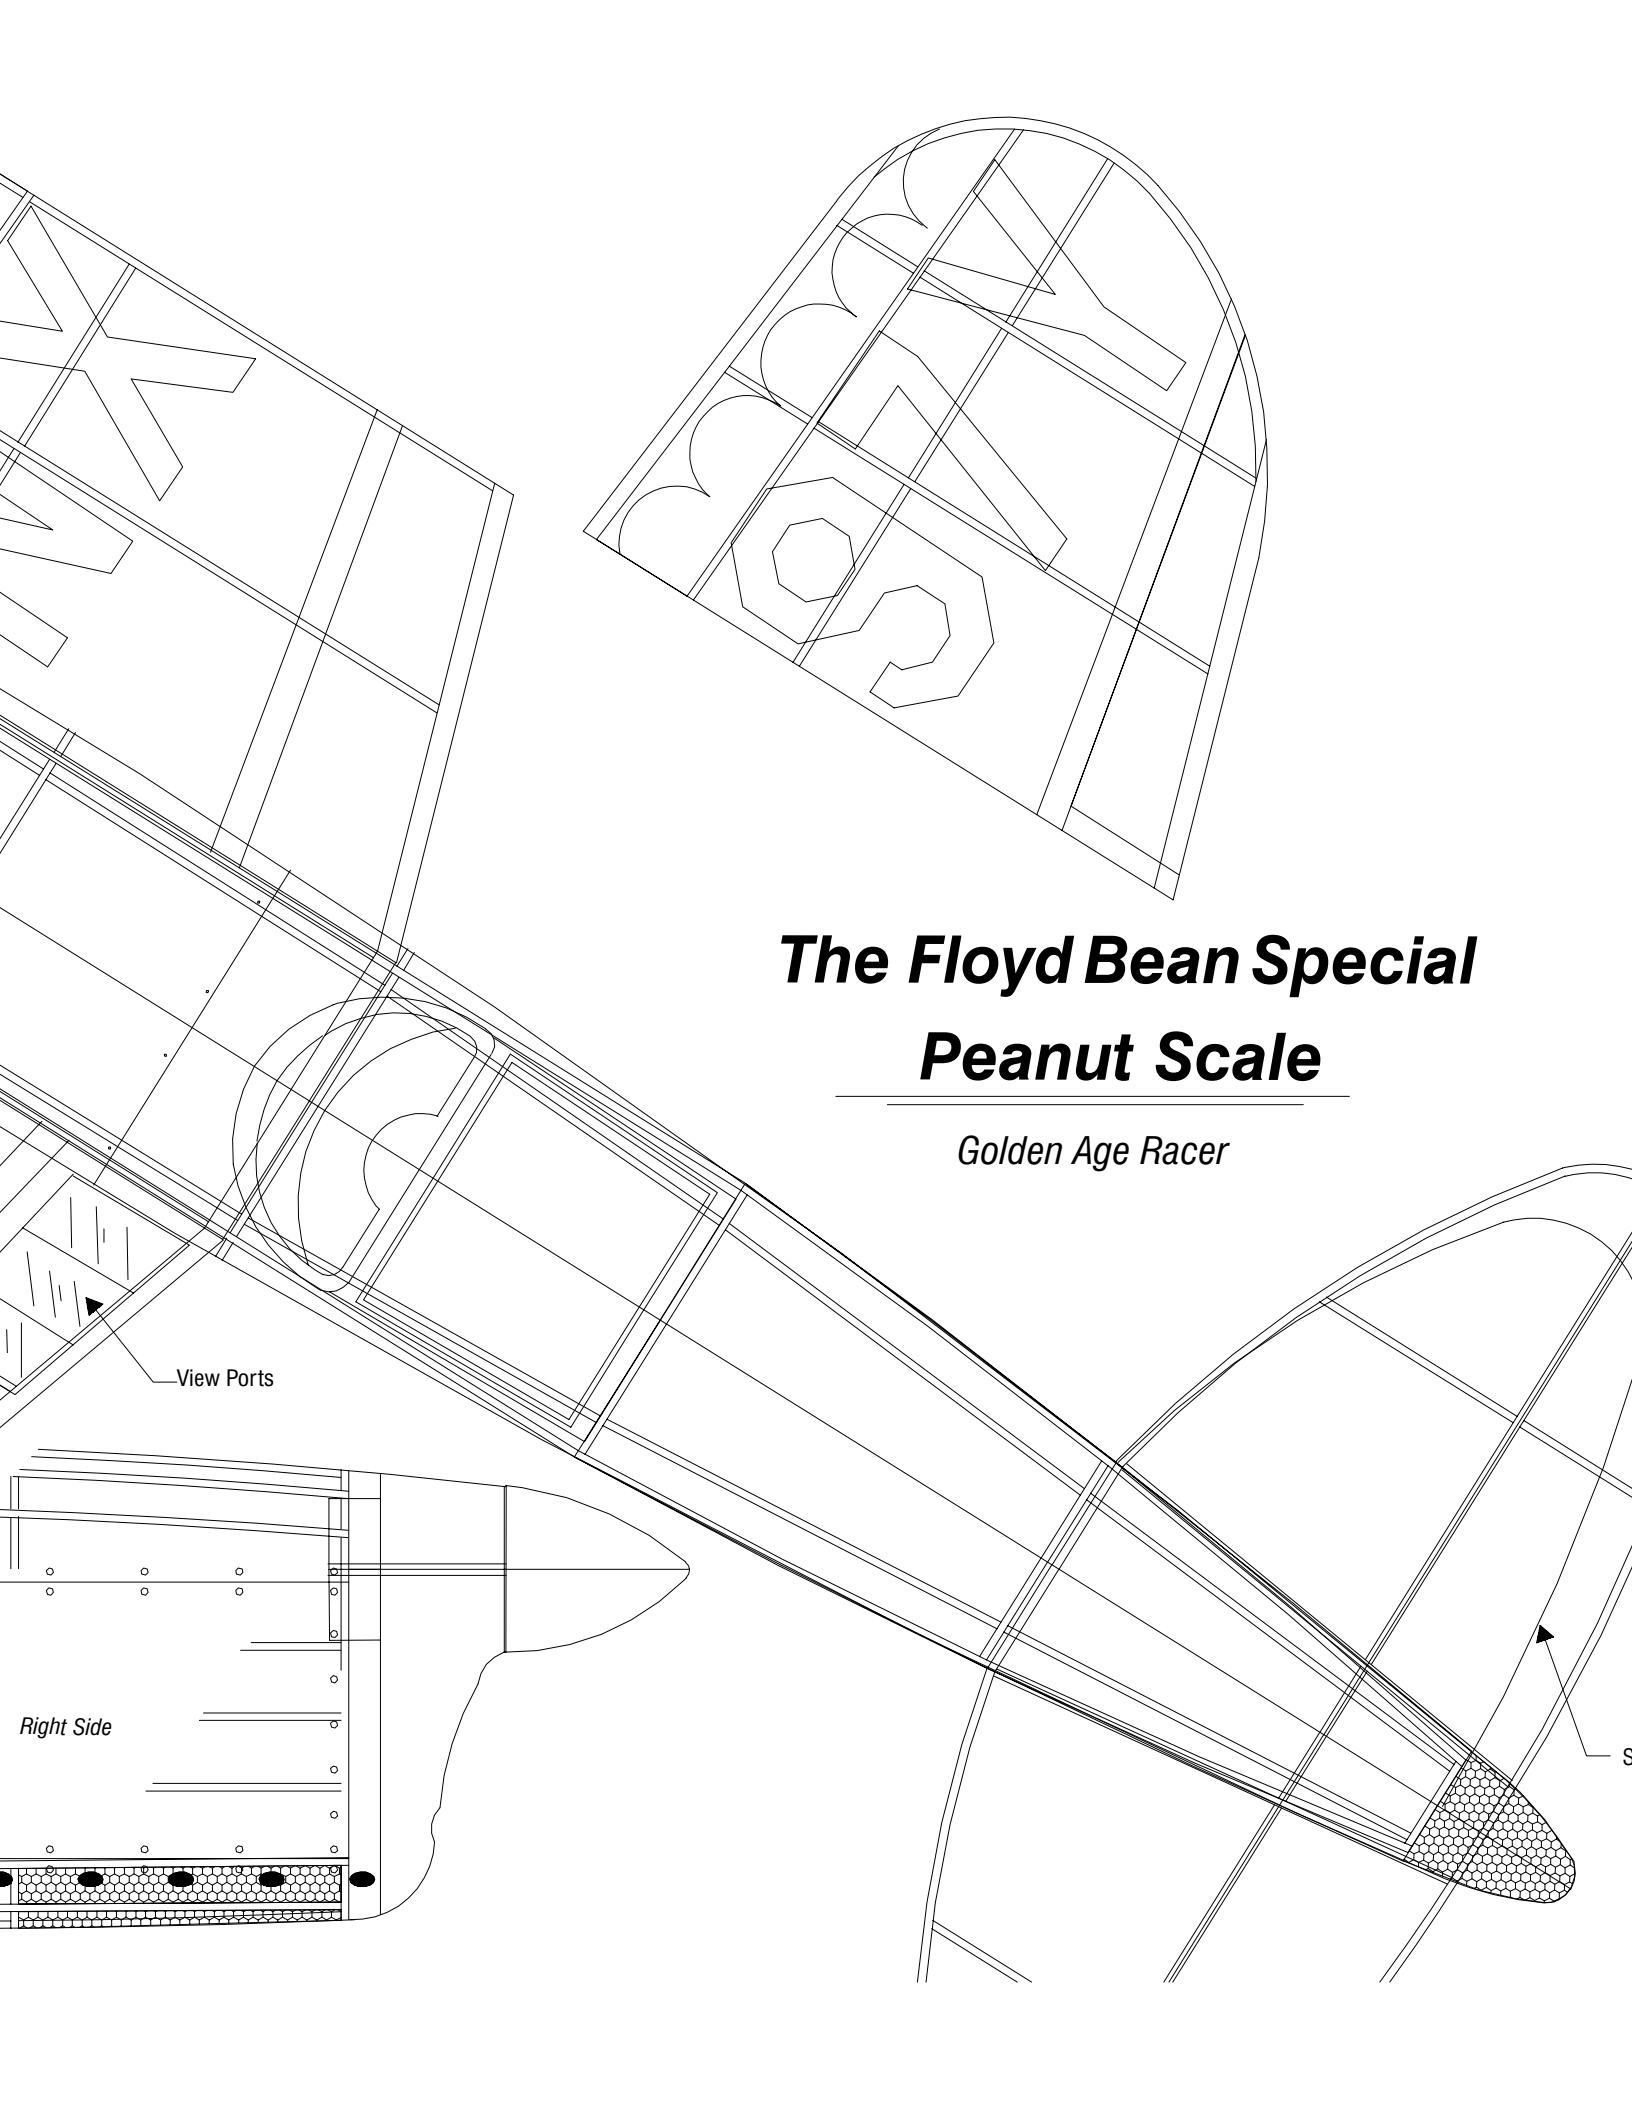 The Floyd Bean Special
Peanut Scale
Golden Age Racer
View Ports
Right Side